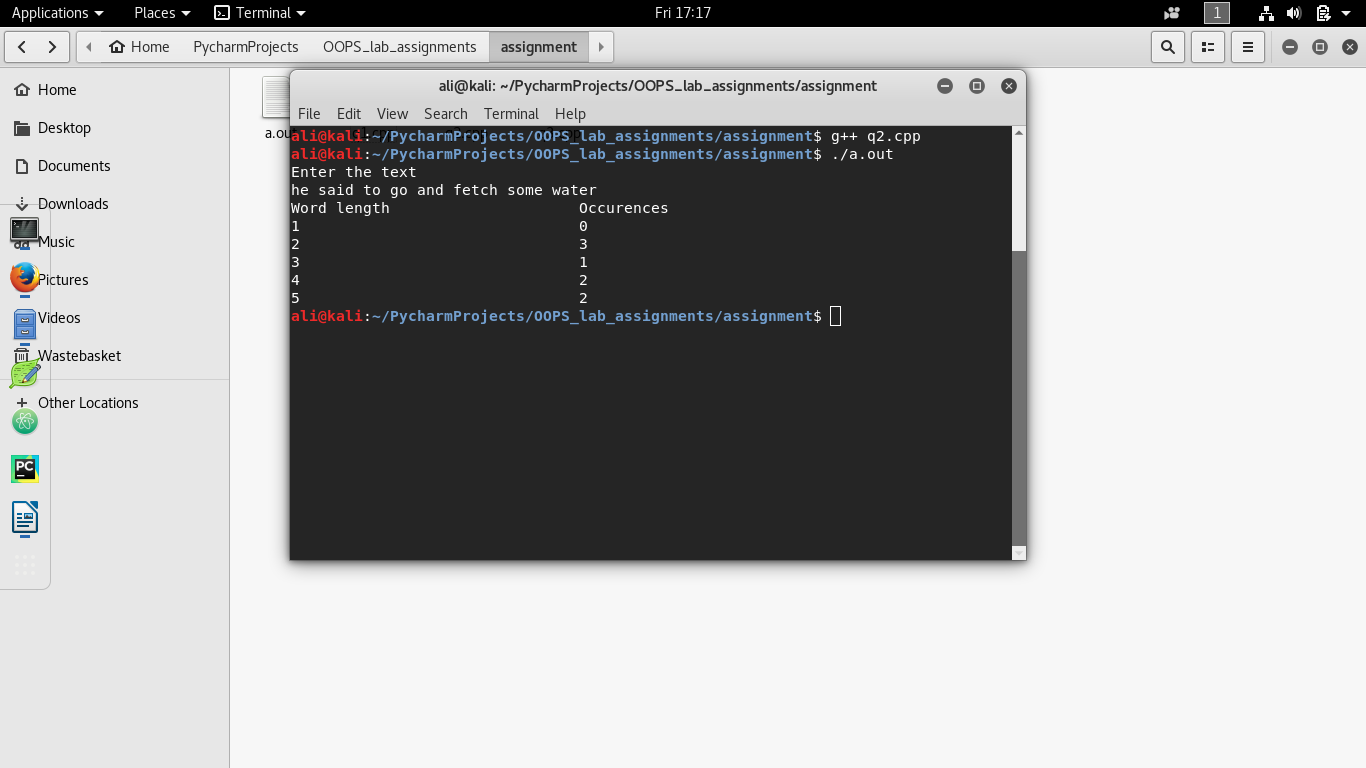 Applications Places Terminal Fri 17:17 1
Home PycharmProjects OOPS_lab_assignments assignment
Home
Desktop
Documents
Downloads
Music
Pictures
Videos
Wastebasket
Other Locations
PC
ali@kali: ~/PycharmProjects/OOPS_lab_assignments/assignment
File Edit View Search Terminal Help
ali@kali:~/PycharmProjects/OOPS_lab_assignments/assignment$ g++ q2.cpp
ali@kali:~/PycharmProjects/OOPS_lab_assignments/assignment$ ./a.out
Enter the text
he said to go and fetch some water
Word length Occurences
1 0
2 3
3 1
4 2
5 2
ali@kali:~/PycharmProjects/OOPS_lab_assignments/assignment$